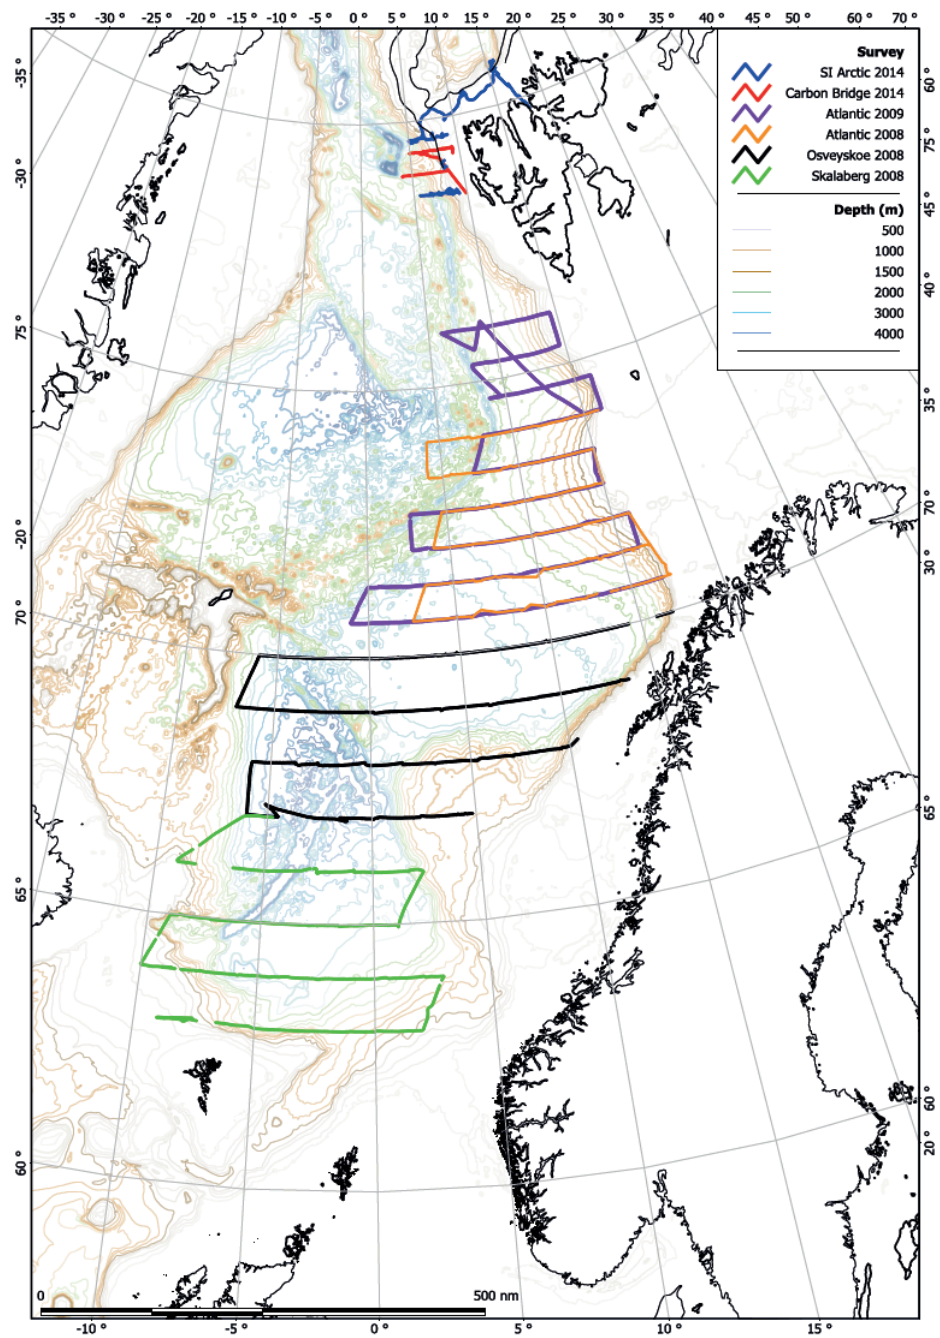 -35 ° -30 ° -25 ° -20 ° -15 ° -10 ° -5 ° 0 ° 5 ° 10 ° 15 ° 20 ° 25 ° 30 ° 35 ° 40 ° 45 ° 50 ° 60 ° 70 °
Survey
SI Arctic 2014
Carbon Bridge 2014
Atlantic 2009
Atlantic 2008
Osveyskoe 2008
Skalaberg 2008
Depth (m)
500
1000
1500
2000
3000
4000
-35 °
-30 °
75 °
-20 °
70 °
65 °
60 °
60 °
75 °
45 °
40 °
35 °
70 °
30 °
65 °
60 °
20 °
0 500 nm
-10 ° -5 ° 0 ° 5 ° 10 ° 15 °